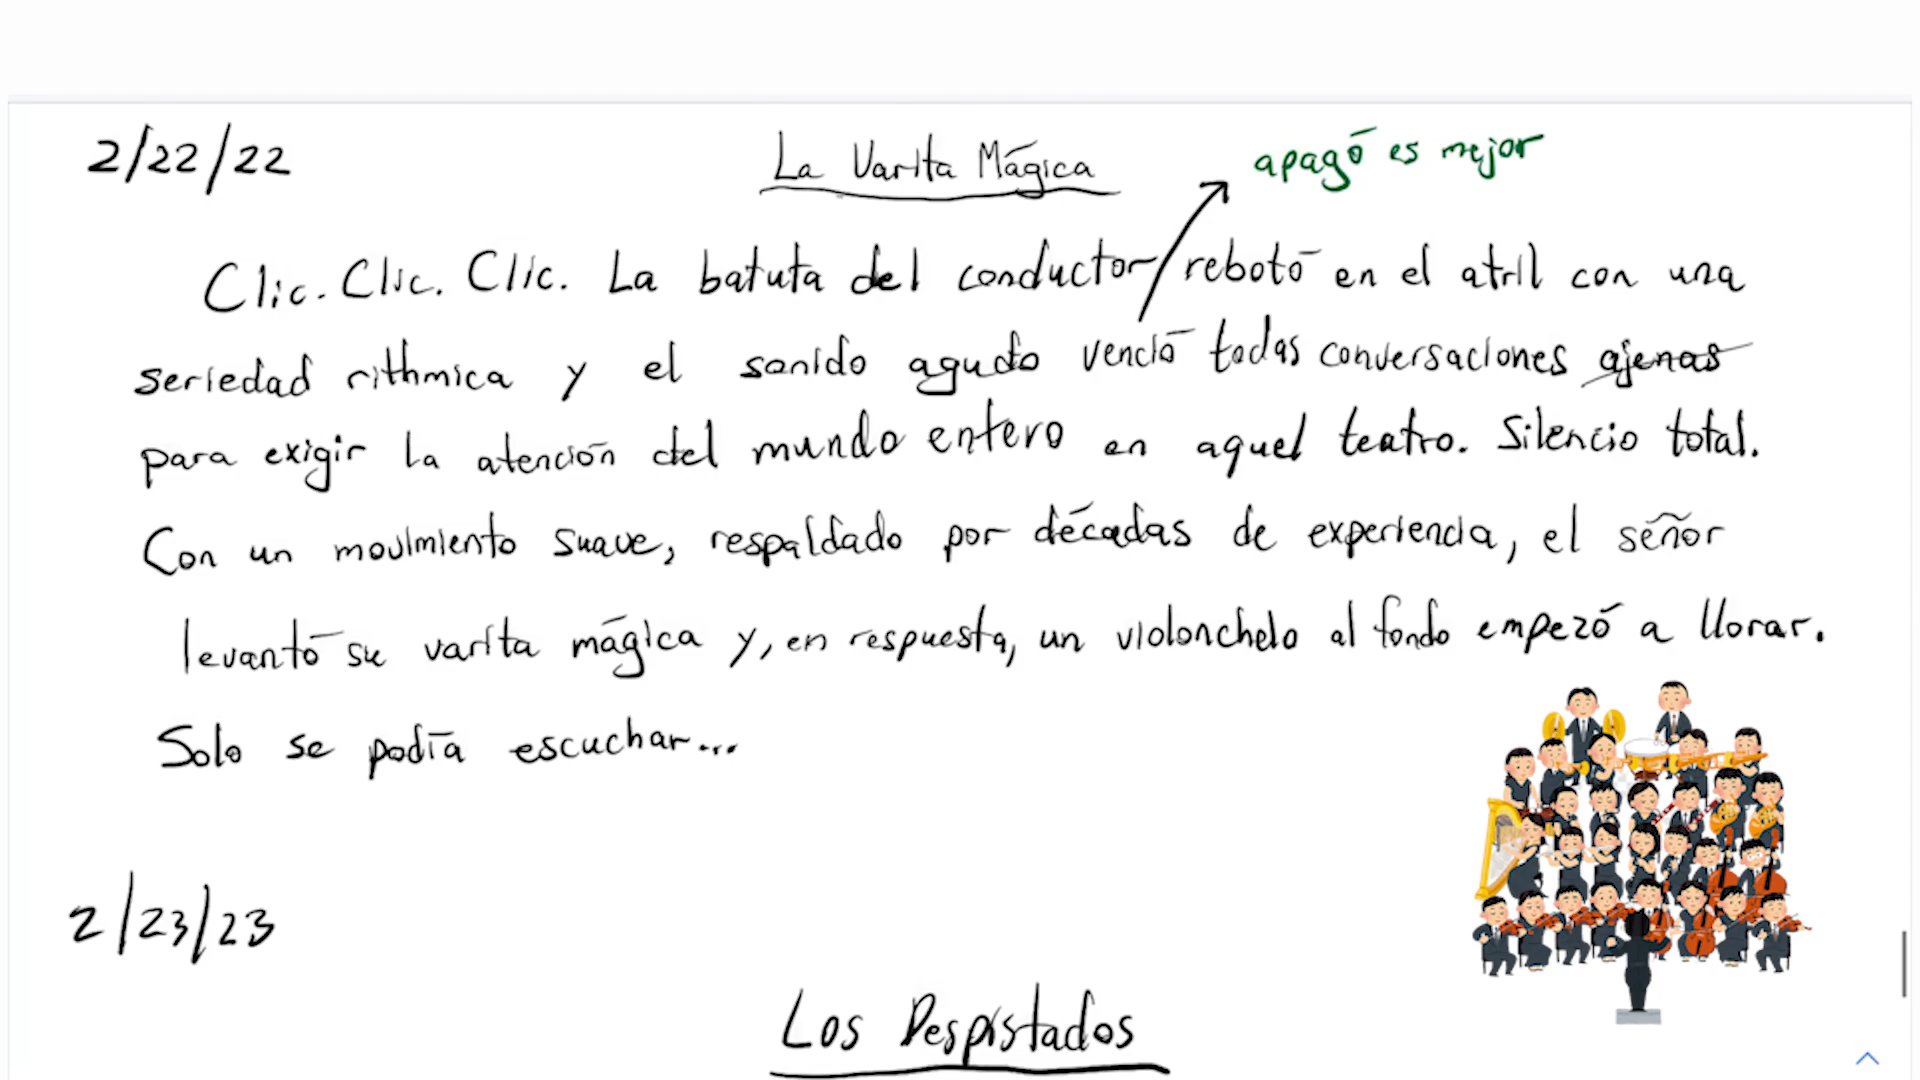 2/22/22
La Varita Mágica
apagó es mejor
Clic. Clic. Clic. La batuta del conductor rebotó en el atril con una
seriedad rithmica y el sonido agudo venció todas conversaciones ajenas
para exigir la atención del mundo entero en aquel teatro. Silencio total.
Con un movimiento suave, respaldado por décadas de experiencia, el señor
levantó su varita mágica y, en respuesta, un violonchelo al fondo empezó a llorar.
Solo se podía escuchar...
2/23/23
Los Despistados